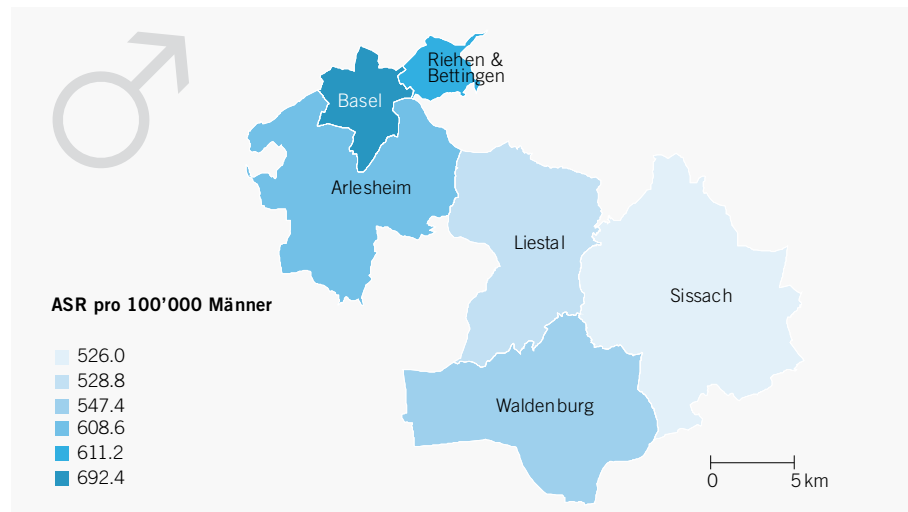 Riehen &
Bettingen
Basel
Arlesheim
Liestal
Sissach
Waldenburg
ASR pro 100'000 Männer
526.0
528.8
547.4
608.6
611.2
692.4
0 5 km